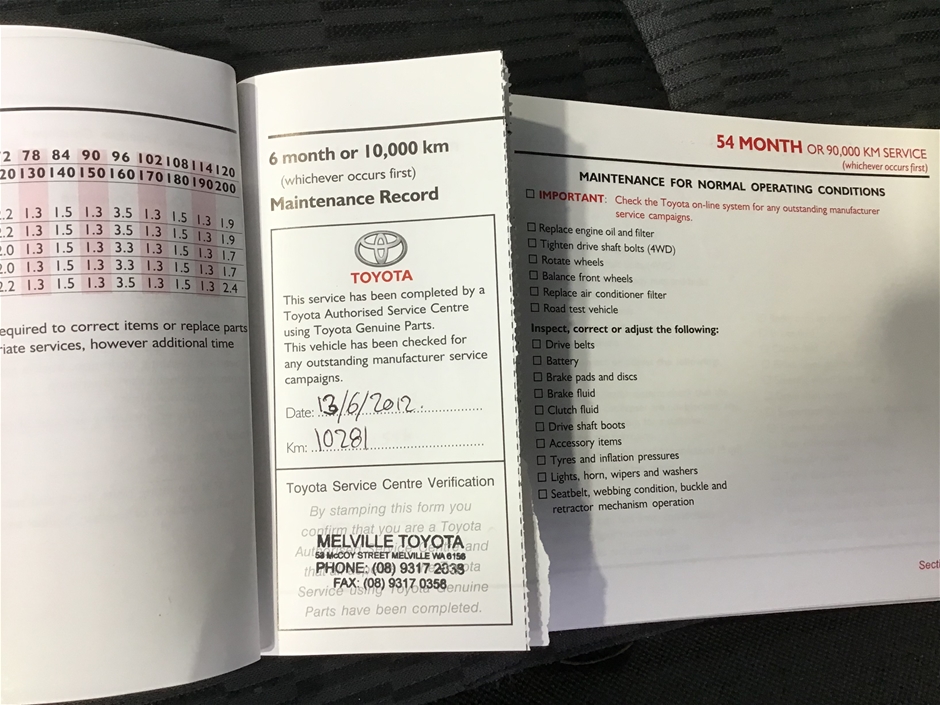 2 78 84 90 96 102 108 114 120
20 130 140 150 160 170 180 190 200
.2 1.3 1.5 1.3 3.5 1.3 1.5 1.3 1.9
2.2 1.3 1.5 1.3 3.5 1.3 1.5 1.3 1.9
2.0 1.3 1.5 1.3 3.3 1.3 1.5 1.3 1.7
2.0 1.3 1.5 1.3 3.3 1.3 1.5 1.3 1.7
2.2 1.3 1.5 1.3 3.5 1.3 1.5 1.3 2.4
equired to correct items or replace parts
riate services, however additional time
6 month or 10,000 km
(whichever occurs first)
Maintenance Record
TOYOTA
This service has been completed by a
Toyota Authorised Service Centre
using Toyota Genuine Parts.
This vehicle has been checked for
any outstanding manufacturer service
campaigns.
Date: 13/6/2012
Km: 10281
Toyota Service Centre Verification
By stamping this form you
confirm that you are a Toyota
MELVILLE TOYOTA
58 McCOY STREET MELVILLE WA 6156
PHONE: (08) 9317 2038
FAX: (08) 9317 0358
Service using Toyota Genuine
Parts have been completed.
54 MONTH OR 90,000 KM SERVICE
(whichever occurs first)
MAINTENANCE FOR NORMAL OPERATING CONDITIONS
IMPORTANT: Check the Toyota on-line system for any outstanding manufacturer
service campaigns.
Replace engine oil and filter
Tighten drive shaft bolts (4WD)
Rotate wheels
Balance front wheels
Replace air conditioner filter
Road test vehicle
Inspect, correct or adjust the following:
Drive belts
Battery
Brake pads and discs
Brake fluid
Clutch fluid
Drive shaft boots
Accessory items
Tyres and inflation pressures
Lights, horn, wipers and washers
Seatbelt, webbing condition, buckle and
retractor mechanism operation
Secti